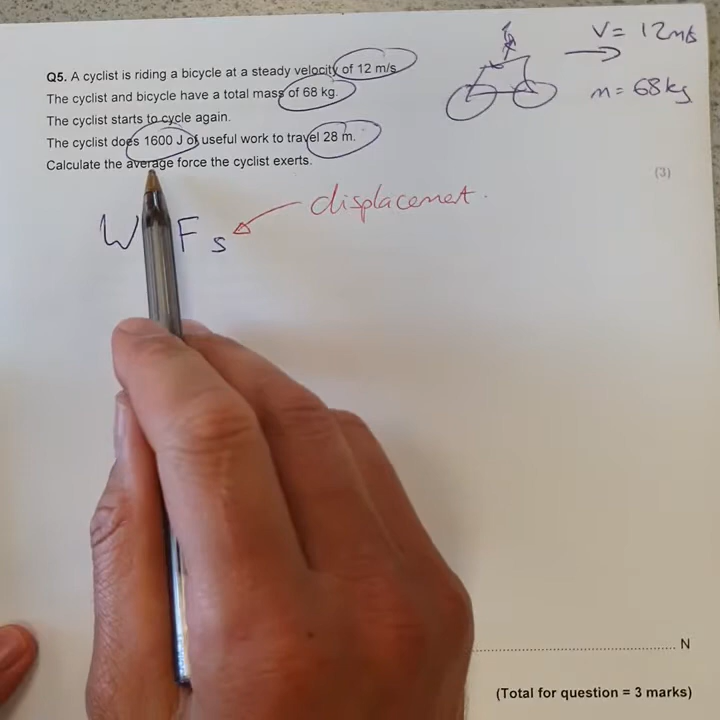 Q5. A cyclist is riding a bicycle at a steady velocity of 12 m/s
The cyclist and bicycle have a total mass of 68 kg.
The cyclist starts to cycle again.
The cyclist does 1600 J of useful work to travel 28 m.
Calculate the average force the cyclist exerts.
(3)
V = 12m/s
m = 68kg
displacement.
W F s
N
(Total for question = 3 marks)